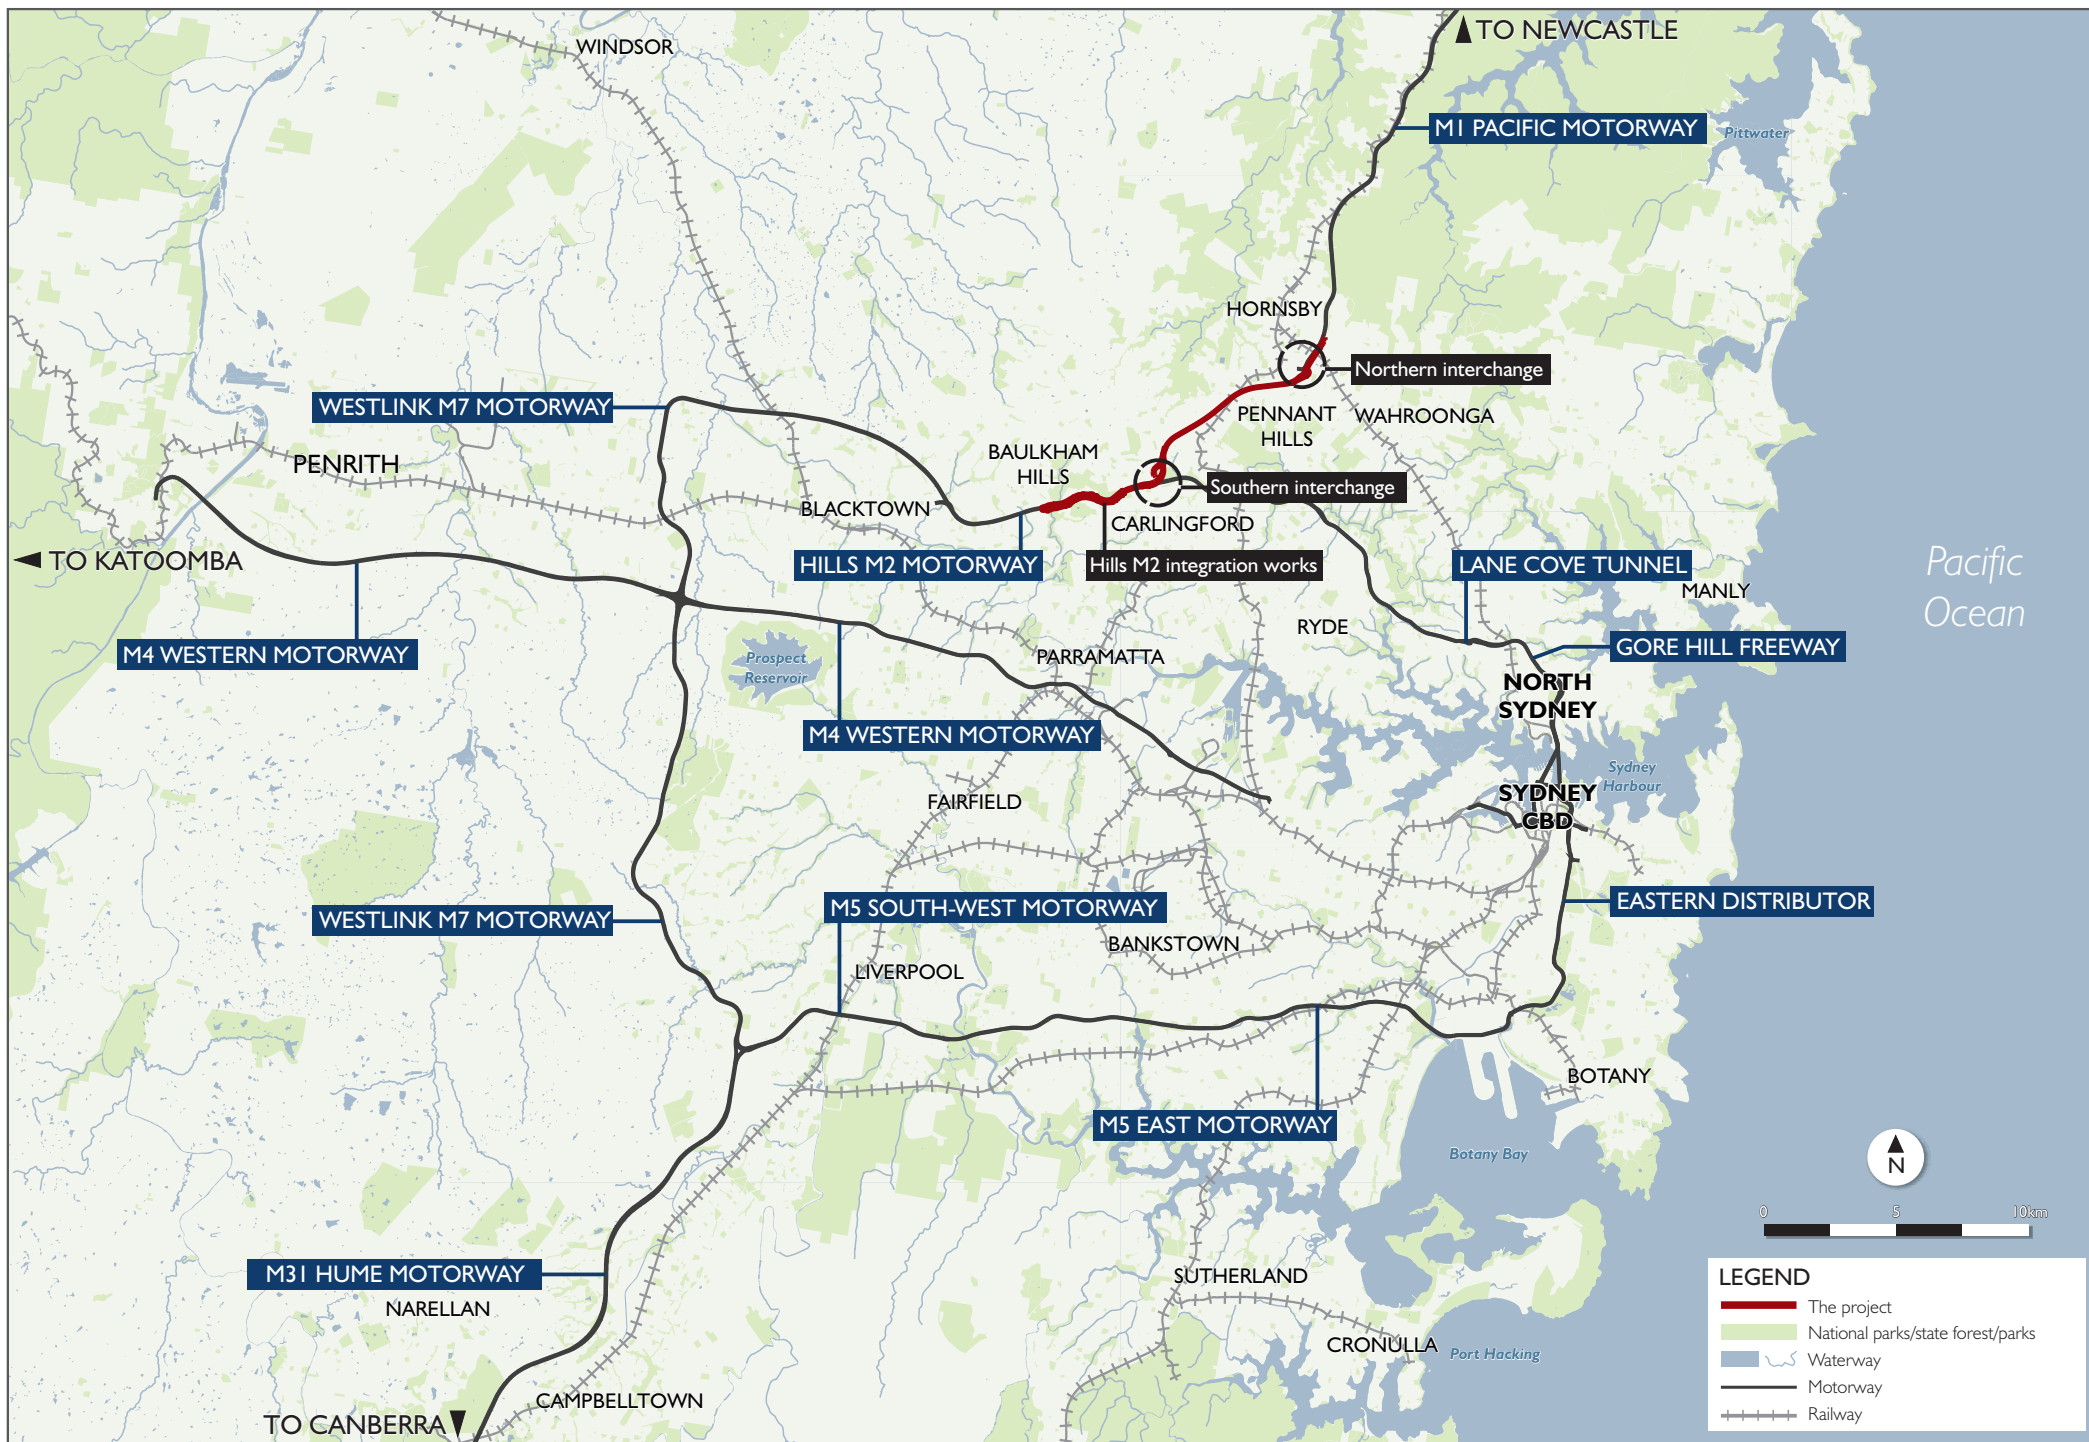 TO NEWCASTLE
WINDSOR
M1 PACIFIC MOTORWAY
Pittwater
HORNSBY
Northern interchange
WESTLINK M7 MOTORWAY
PENNANT
HILLS
WAHROONGA
BAULKHAM
HILLS
PENRITH
Southern interchange
BLACKTOWN
CARLINGFORD
TO KATOOMBA
HILLS M2 MOTORWAY
Hills M2 integration works
LANE COVE TUNNEL
MANLY
Pacific
Ocean
RYDE
M4 WESTERN MOTORWAY
Prospect
Reservoir
PARRAMATTA
GORE HILL FREEWAY
NORTH
SYDNEY
M4 WESTERN MOTORWAY
Sydney
Harbour
FAIRFIELD
SYDNEY
CBD
M5 SOUTH-WEST MOTORWAY
EASTERN DISTRIBUTOR
WESTLINK M7 MOTORWAY
BANKSTOWN
LIVERPOOL
BOTANY
M5 EAST MOTORWAY
Botany Bay
N
0 5 10km
M31 HUME MOTORWAY
SUTHERLAND
NARELLAN
CRONULLA
Port Hacking
CAMPBELLTOWN
TO CANBERRA
LEGEND
The project
National parks/state forest/parks
Waterway
Motorway
Railway